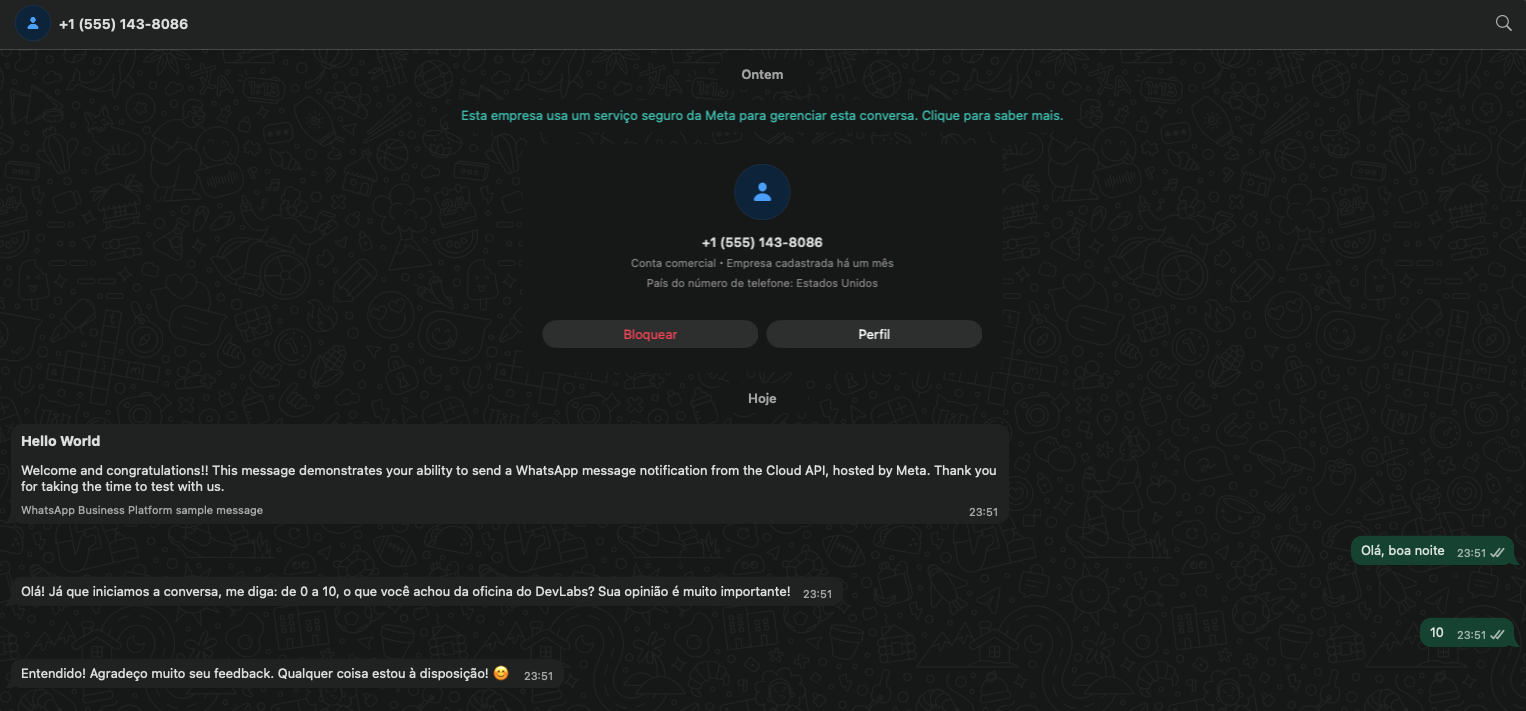 +1 (555) 143-8086
Ontem
Esta empresa usa um serviço seguro da Meta para gerenciar esta conversa. Clique para saber mais.
+1 (555) 143-8086
Conta comercial • Empresa cadastrada há um mês
País do número de telefone: Estados Unidos
Bloquear Perfil
Hoje
Hello World
Welcome and congratulations!! This message demonstrates your ability to send a WhatsApp message notification from the Cloud API, hosted by Meta. Thank you
for taking the time to test with us.
WhatsApp Business Platform sample message 23:51
Olá, boa noite 23:51
Olá! Já que iniciamos a conversa, me diga: de 0 a 10, o que você achou da oficina do DevLabs? Sua opinião é muito importante! 23:51
10 23:51
Entendido! Agradeço muito seu feedback. Qualquer coisa estou à disposição! 😊 23:51